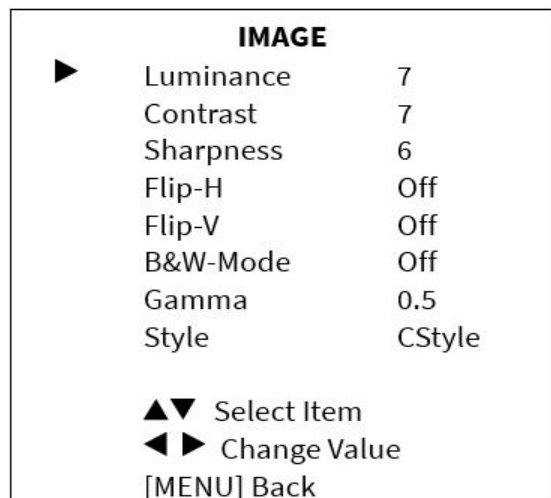 IMAGE
▶ Luminance 7
Contrast 7
Sharpness 6
Flip-H Off
Flip-V Off
B&W-Mode Off
Gamma 0.5
Style CStyle
▲▼ Select Item
◀ ▶ Change Value
[MENU] Back